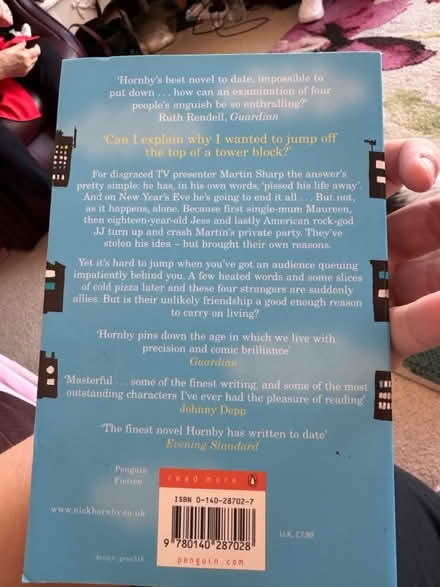 ‘Hornby's best novel to date, impossible to
put down . . . how can an examination of four
people's anguish be so enthralling?’
Ruth Rendell, Guardian
‘Can I explain why I wanted to jump off
the top of a tower block?’
For disgraced TV presenter Martin Sharp the answer's
pretty simple: he has, in his own words, ‘pissed his life away’.
And on New Year's Eve he's going to end it all . . . But not,
as it happens, alone. Because first single-mum Maureen,
then eighteen-year-old Jess and lastly American rock-god
JJ turn up and crash Martin's private party. They've
stolen his idea – but brought their own reasons.
Yet it's hard to jump when you've got an audience queuing
impatiently behind you. A few heated words and some slices
of cold pizza later and these four strangers are suddenly
allies. But is their unlikely friendship a good enough reason
to carry on living?
‘Hornby pins down the age in which we live with
precision and comic brilliance’
Guardian
‘Masterful . . . some of the finest writing, and some of the most
outstanding characters I've ever had the pleasure of reading’
Johnny Depp
‘The finest novel Hornby has written to date’
Evening Standard
Penguin
Fiction
read more
www.nickhornby.co.uk
ISBN 0-140-28702-7
U.K. £7.99
9 780140 287028
penguin.com